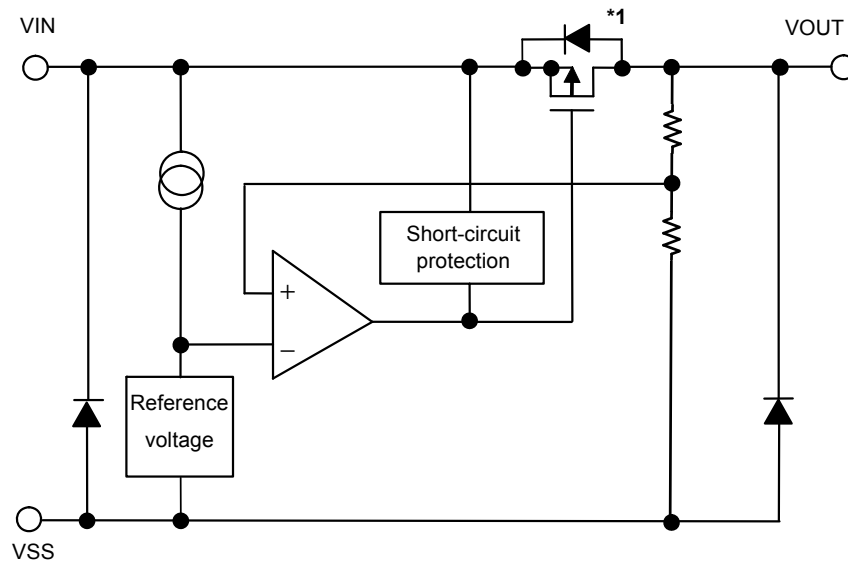 *1
VIN
VOUT
Short-circuit
protection
+
−
Reference
voltage
VSS